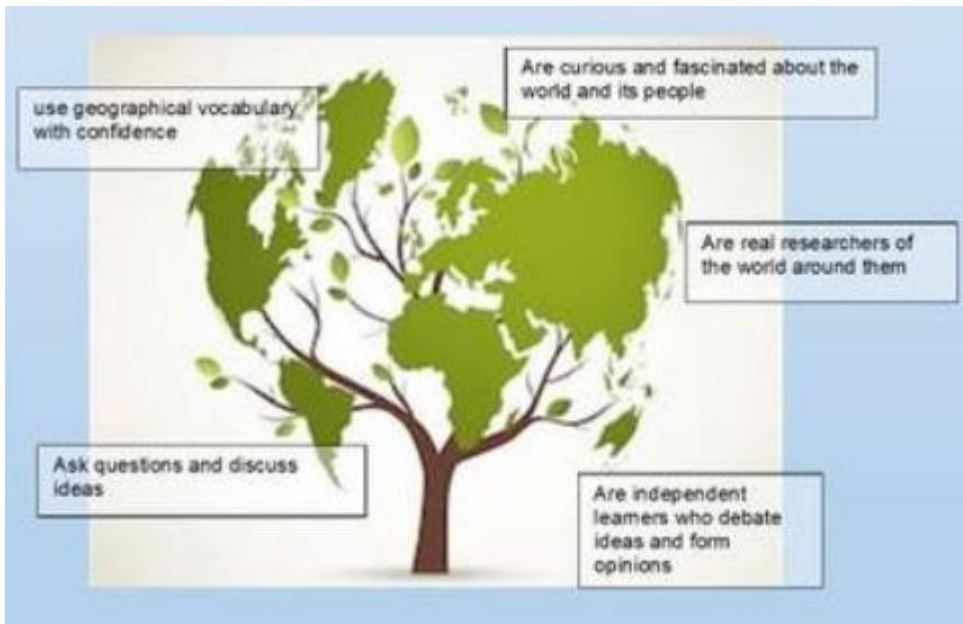 Are curious and fascinated about the
world and its people
use geographical vocabulary
with confidence
Are real researchers of
the world around them
Ask questions and discuss
ideas
Are independent
learners who debate
ideas and form
opinions